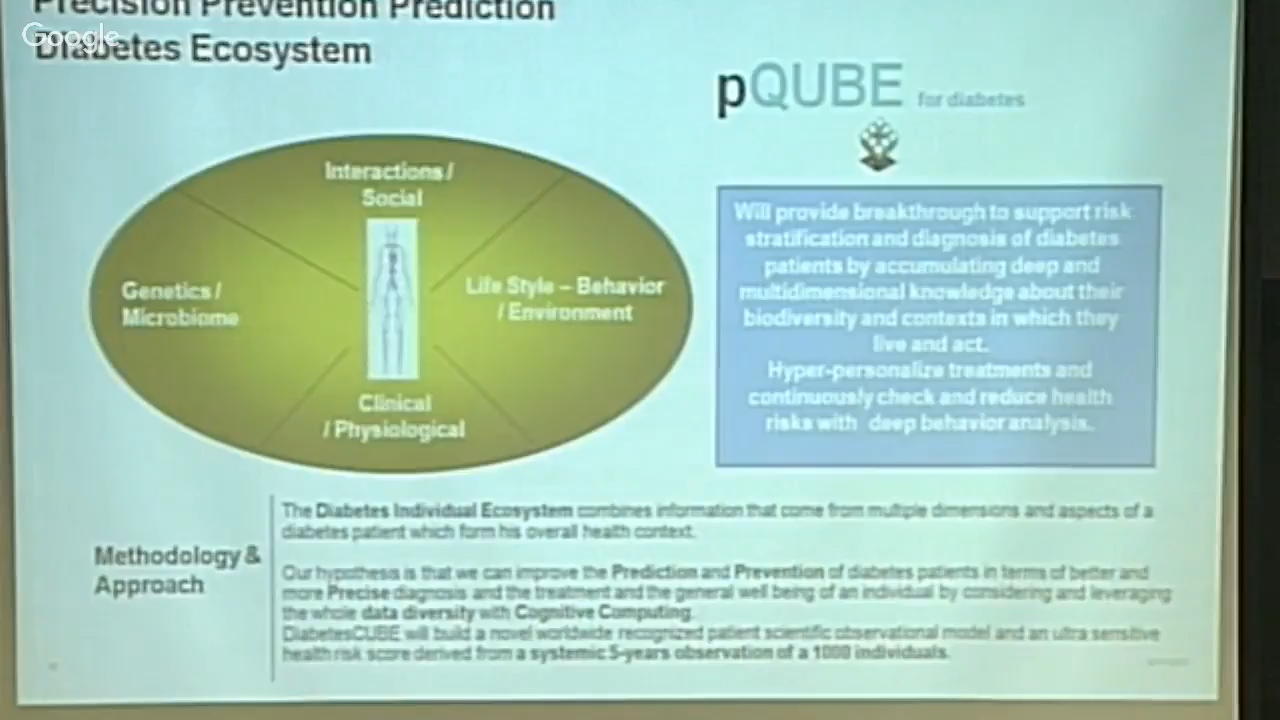 Precision Prevention Prediction
Google
Diabetes Ecosystem
pQUBE for diabetes
Interactions /
Social
Genetics /
Microbiome
Life Style – Behavior
/ Environment
Clinical
/ Physiological
Will provide breakthrough to support risk
stratification and diagnosis of diabetes
patients by accumulating deep and
multidimensional knowledge about their
biodiversity and contexts in which they
live and act.
Hyper-personalize treatments and
continuously check and reduce health
risks with deep behavior analysis.
Methodology &
Approach
The Diabetes Individual Ecosystem combines information that come from multiple dimensions and aspects of a
diabetes patient which form his overall health context.
Our hypothesis is that we can improve the Prediction and Prevention of diabetes patients in terms of better and
more Precise diagnosis and the treatment and the general well being of an individual by considering and leveraging
the whole data diversity with Cognitive Computing.
DiabetesCUBE will build a novel worldwide recognized patient scientific observational model and an ultra sensitive
health risk score derived from a systemic 5-years observation of a 1000 individuals.